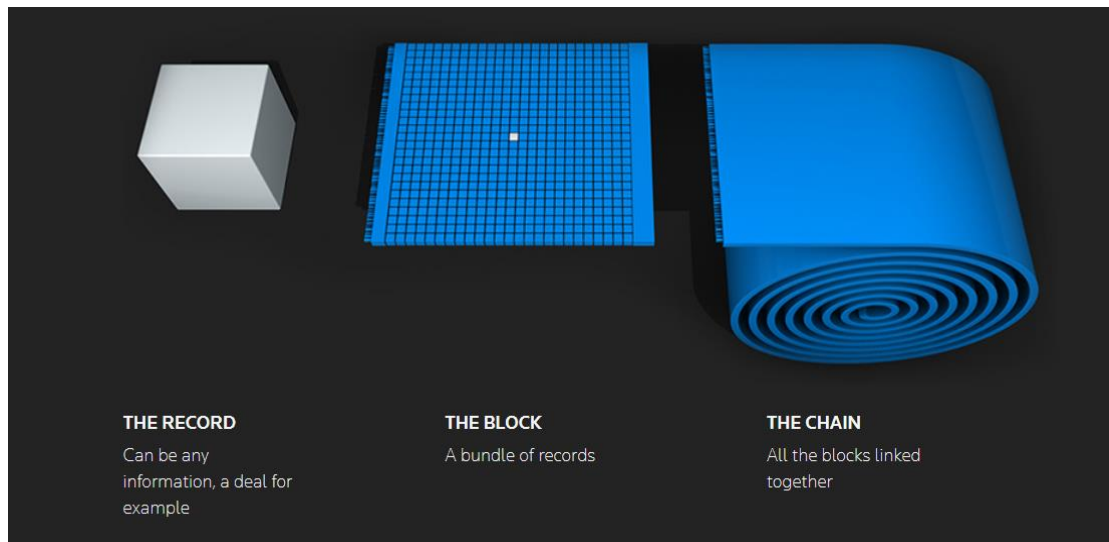 THE RECORD
Can be any
information, a deal for
example
THE BLOCK
A bundle of records
THE CHAIN
All the blocks linked
together